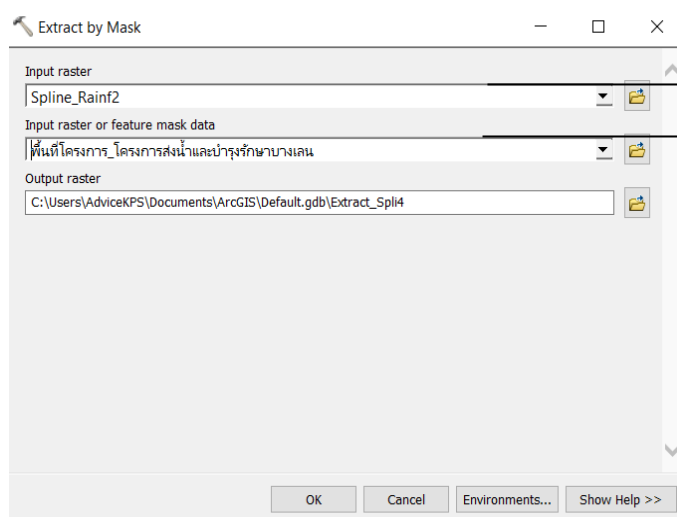 Extract by Mask
Input raster
Spline_Rainf2
Input raster or feature mask data
พื้นที่โครงการ_โครงการส่งน้ำและบำรุงรักษาบางเลน
Output raster
C:\Users\AdviceKPS\Documents\ArcGIS\Default.gdb\Extract_Spli4
OK Cancel Environments... Show Help >>